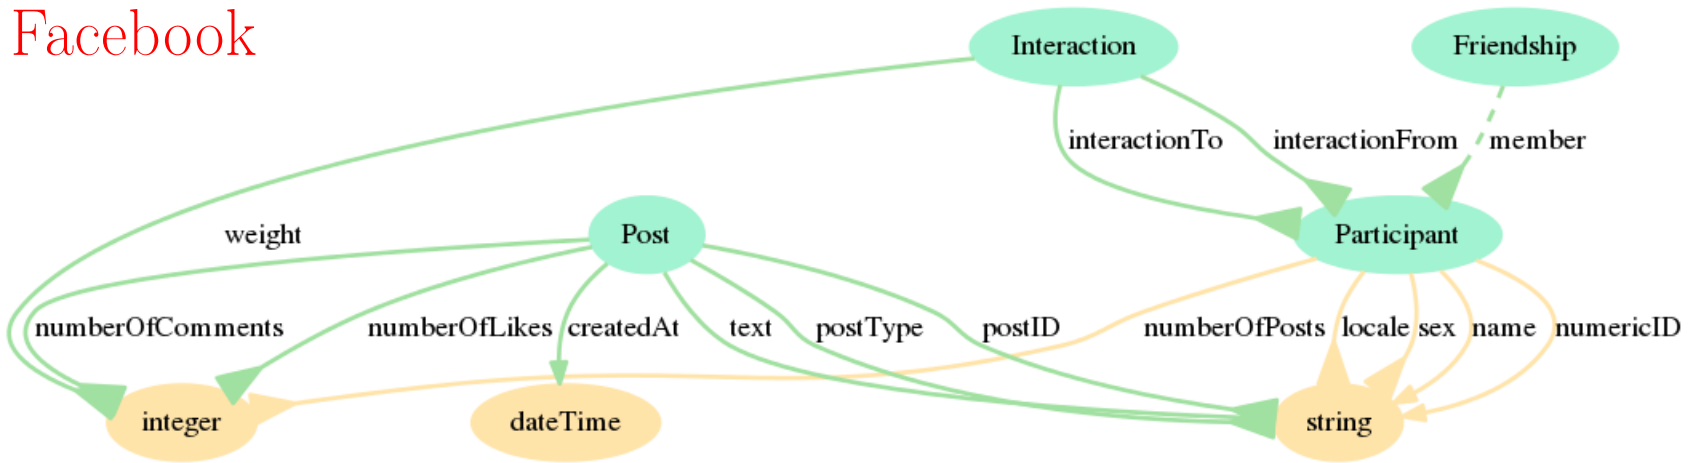 Facebook
Interaction
Friendship
interactionTo
interactionFrom
member
weight
Post
Participant
numberOfComments
numberOfLikes
createdAt
text
postType
postID
numberOfPosts
locale
sex
name
numericID
integer
dateTime
string